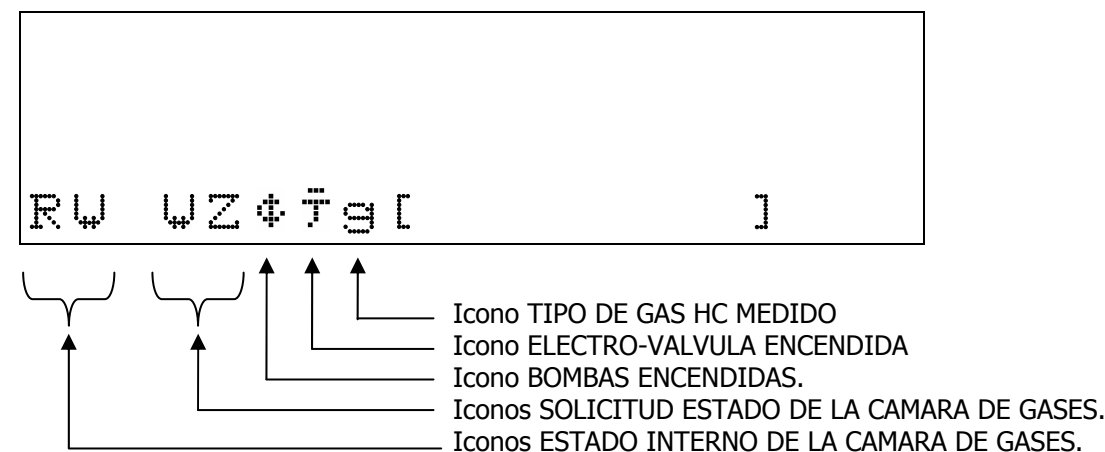 RW WZ¢T̄g[ ]
Icono TIPO DE GAS HC MEDIDO
Icono ELECTRO-VALVULA ENCENDIDA
Icono BOMBAS ENCENDIDAS.
Iconos SOLICITUD ESTADO DE LA CAMARA DE GASES.
Iconos ESTADO INTERNO DE LA CAMARA DE GASES.